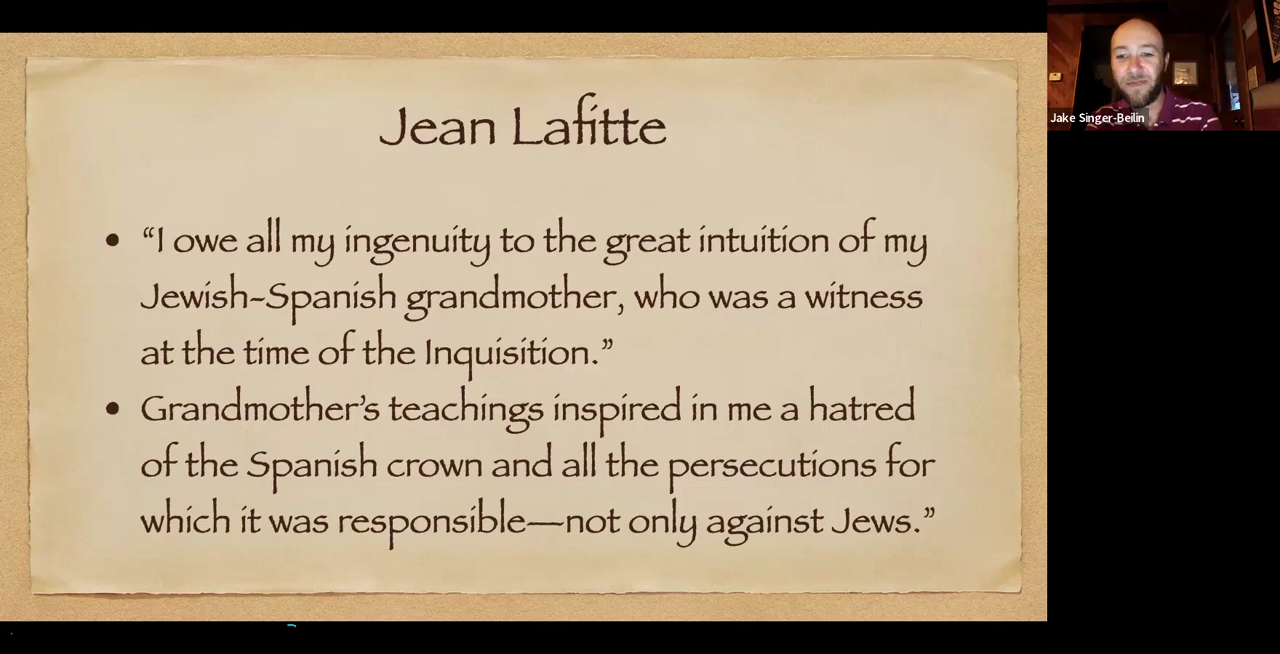 Jean Lafitte
• “I owe all my ingenuity to the great intuition of my
Jewish-Spanish grandmother, who was a witness
at the time of the Inquisition.”
• Grandmother’s teachings inspired in me a hatred
of the Spanish crown and all the persecutions for
which it was responsible—not only against Jews.”
Jake Singer-Beilin